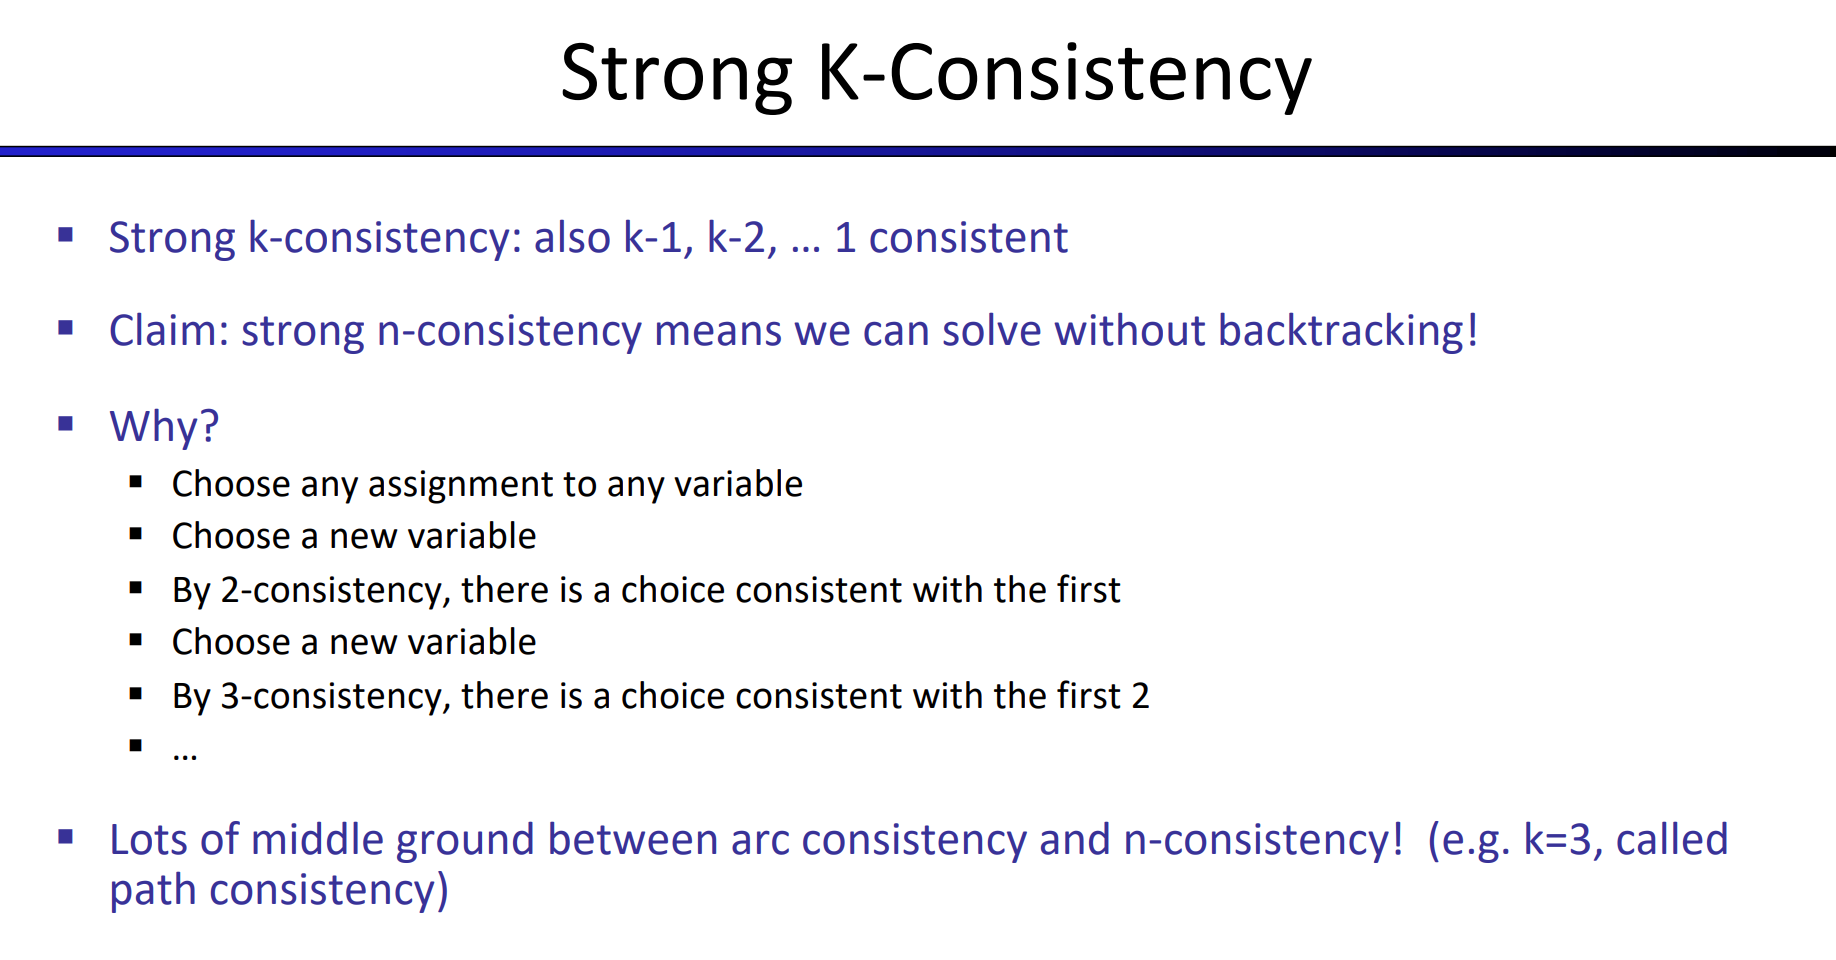 Strong K-Consistency
▪ Strong k-consistency: also k-1, k-2, … 1 consistent
▪ Claim: strong n-consistency means we can solve without backtracking!
▪ Why?
▪ Choose any assignment to any variable
▪ Choose a new variable
▪ By 2-consistency, there is a choice consistent with the first
▪ Choose a new variable
▪ By 3-consistency, there is a choice consistent with the first 2
▪ …
▪ Lots of middle ground between arc consistency and n-consistency!  (e.g. k=3, called
path consistency)